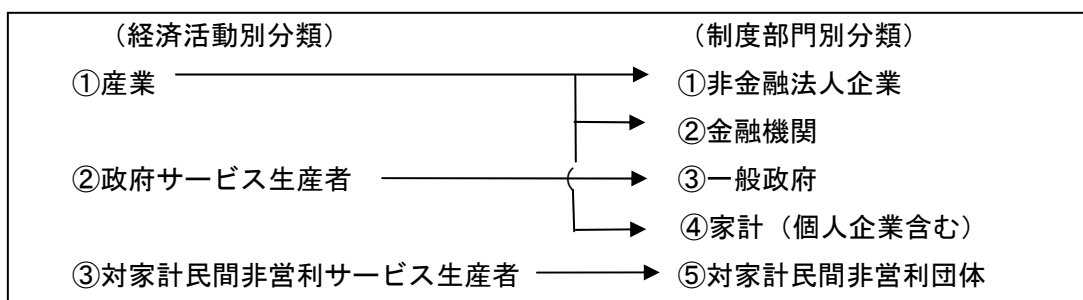 （経済活動別分類） （制度部門別分類）
①産業 ①非金融法人企業
②金融機関
②政府サービス生産者 ③一般政府
④家計（個人企業含む）
③対家計民間非営利サービス生産者 ⑤対家計民間非営利団体